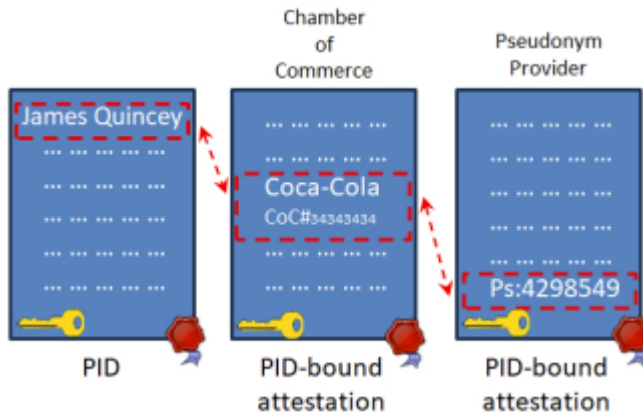 Chamber
of
Commerce
Pseudonym
Provider
James Quincey
... ... ... ... ...
... ... ... ... ...
... ... ... ... ...
... ... ... ... ...
... ... ... ... ...
PID
... ... ... ... ...
... ... ... ... ...
Coca-Cola
CoC#34343434
... ... ... ... ...
... ... ... ... ...
PID-bound
attestation
... ... ... ... ...
... ... ... ... ...
... ... ... ... ...
... ... ... ... ...
... ... ... ... ...
Ps:4298549
PID-bound
attestation